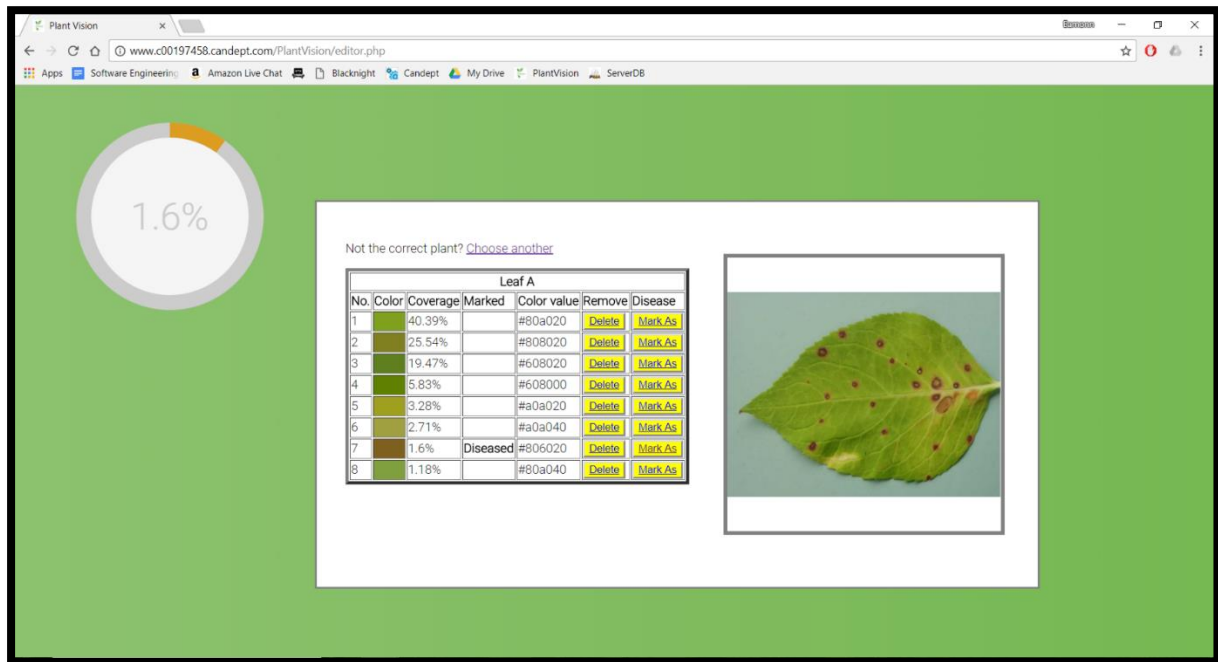 Plant Vision
Eamonn
www.c00197458.candept.com/PlantVision/editor.php
Apps Software Engineering Amazon Live Chat Blacknight Candept My Drive PlantVision ServerDB
1.6%
Not the correct plant? Choose another
Leaf A
No. Color Coverage Marked Color value Remove Disease
1 40.39% #80a020 Delete Mark As
2 25.54% #808020 Delete Mark As
3 19.47% #608020 Delete Mark As
4 5.83% #608000 Delete Mark As
5 3.28% #a0a020 Delete Mark As
6 2.71% #a0a040 Delete Mark As
7 1.6% Diseased #806020 Delete Mark As
8 1.18% #80a040 Delete Mark As